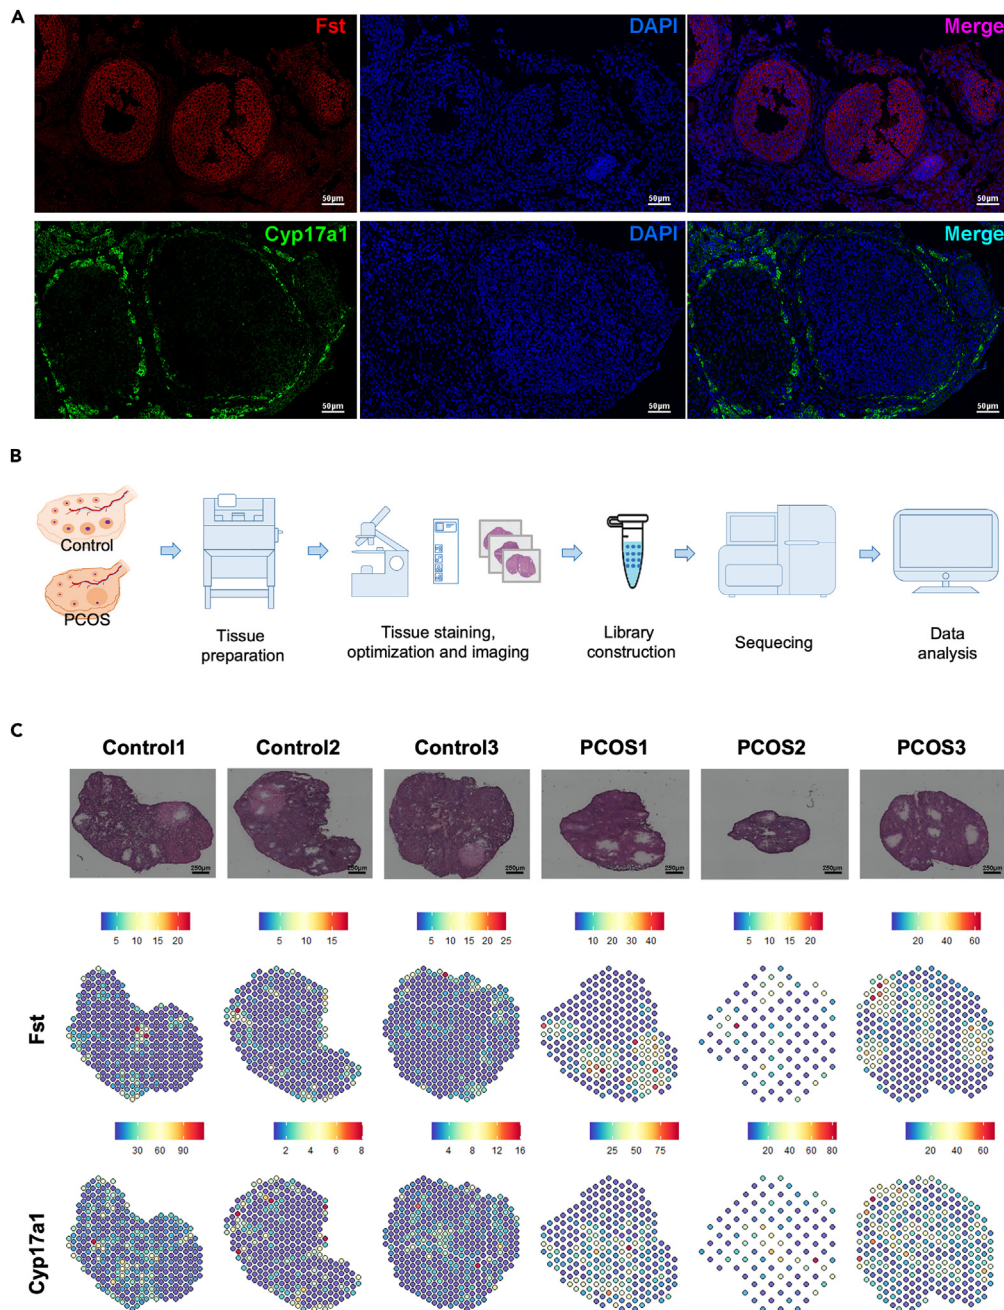 A
Fst
DAPI
Merge
50μm
50μm
50μm
Cyp17a1
DAPI
Merge
50μm
50μm
50μm
B
Control
PCOS
Tissue
preparation
Tissue staining,
optimization and imaging
Library
construction
Sequecing
Data
analysis
C
Control1
Control2
Control3
PCOS1
PCOS2
PCOS3
250μm
250μm
250μm
250μm
250μm
250μm
5 10 15 20
5 10 15
5 10 15 20 25
10 20 30 40
5 10 15 20
20 40 60
Fst
30 60 90
2 4 6 8
4 8 12 16
25 50 75
20 40 60 80
20 40 60
Cyp17a1